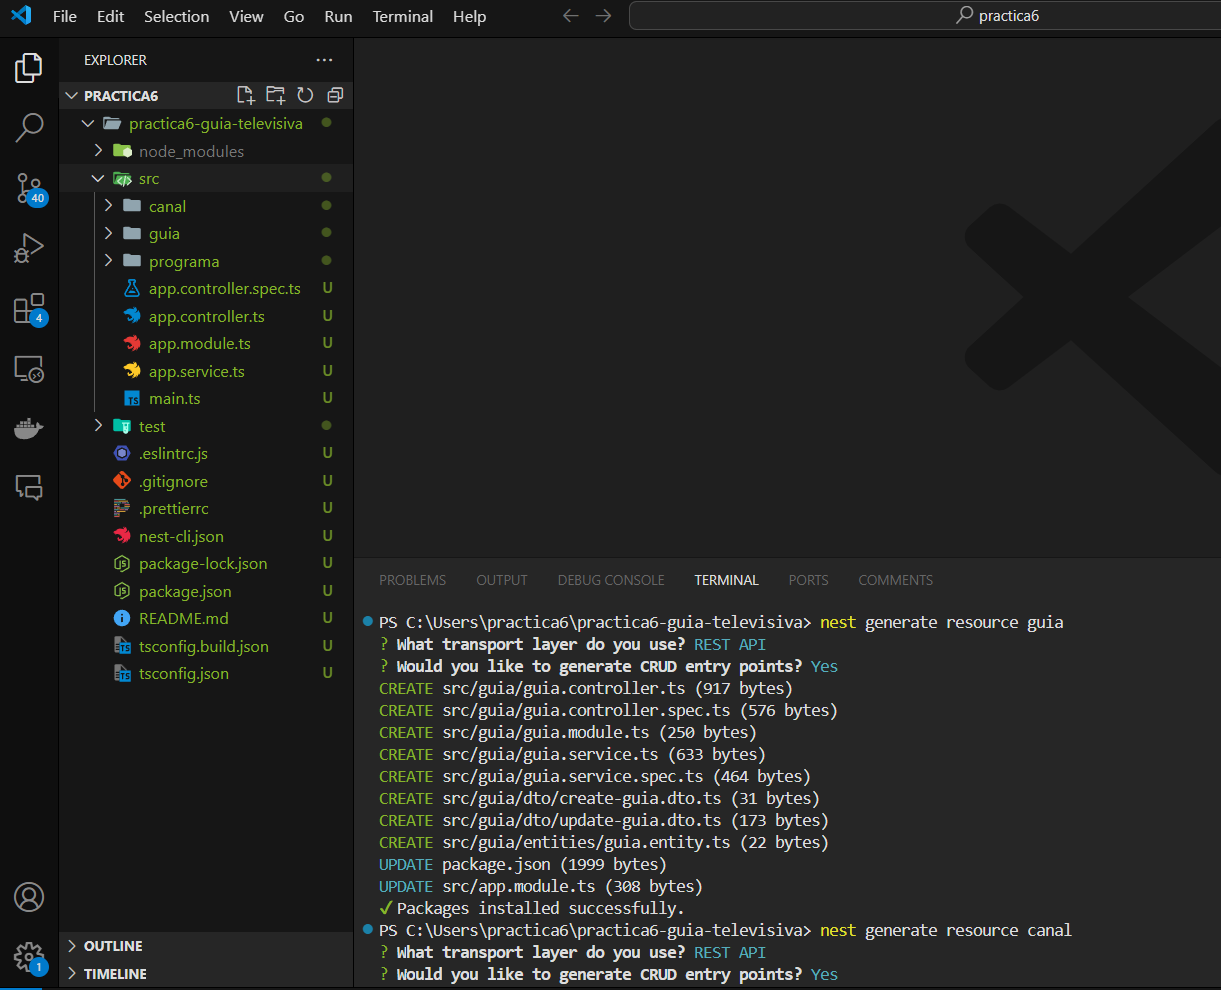 File Edit Selection View Go Run Terminal Help
practica6
EXPLORER
PRACTICA6
practica6-guia-televisiva
node_modules
src
canal
guia
programa
app.controller.spec.ts U
app.controller.ts U
app.module.ts U
app.service.ts U
main.ts U
test
.eslintrc.js U
.gitignore U
.prettierrc U
nest-cli.json U
package-lock.json U
package.json U
README.md U
tsconfig.build.json U
tsconfig.json U
OUTLINE
TIMELINE
40
4
1
PROBLEMS OUTPUT DEBUG CONSOLE TERMINAL PORTS COMMENTS
PS C:\Users\practica6\practica6-guia-televisiva> nest generate resource guia
? What transport layer do you use? REST API
? Would you like to generate CRUD entry points? Yes
CREATE src/guia/guia.controller.ts (917 bytes)
CREATE src/guia/guia.controller.spec.ts (576 bytes)
CREATE src/guia/guia.module.ts (250 bytes)
CREATE src/guia/guia.service.ts (633 bytes)
CREATE src/guia/guia.service.spec.ts (464 bytes)
CREATE src/guia/dto/create-guia.dto.ts (31 bytes)
CREATE src/guia/dto/update-guia.dto.ts (173 bytes)
CREATE src/guia/entities/guia.entity.ts (22 bytes)
UPDATE package.json (1999 bytes)
UPDATE src/app.module.ts (308 bytes)
✓ Packages installed successfully.
PS C:\Users\practica6\practica6-guia-televisiva> nest generate resource canal
? What transport layer do you use? REST API
? Would you like to generate CRUD entry points? Yes